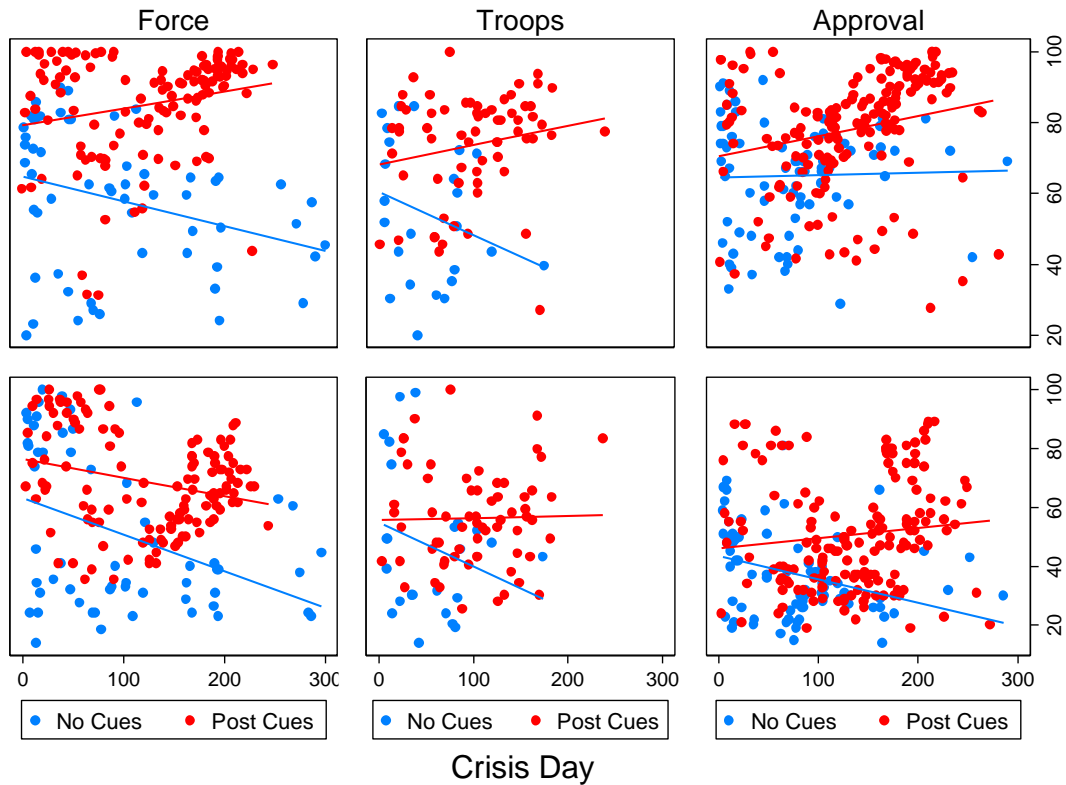 Force Troops Approval
100
80
60
40
20
100
80
60
40
20
0 100 200 300 0 100 200 300 0 100 200 300
No Cues Post Cues No Cues Post Cues No Cues Post Cues
Crisis Day